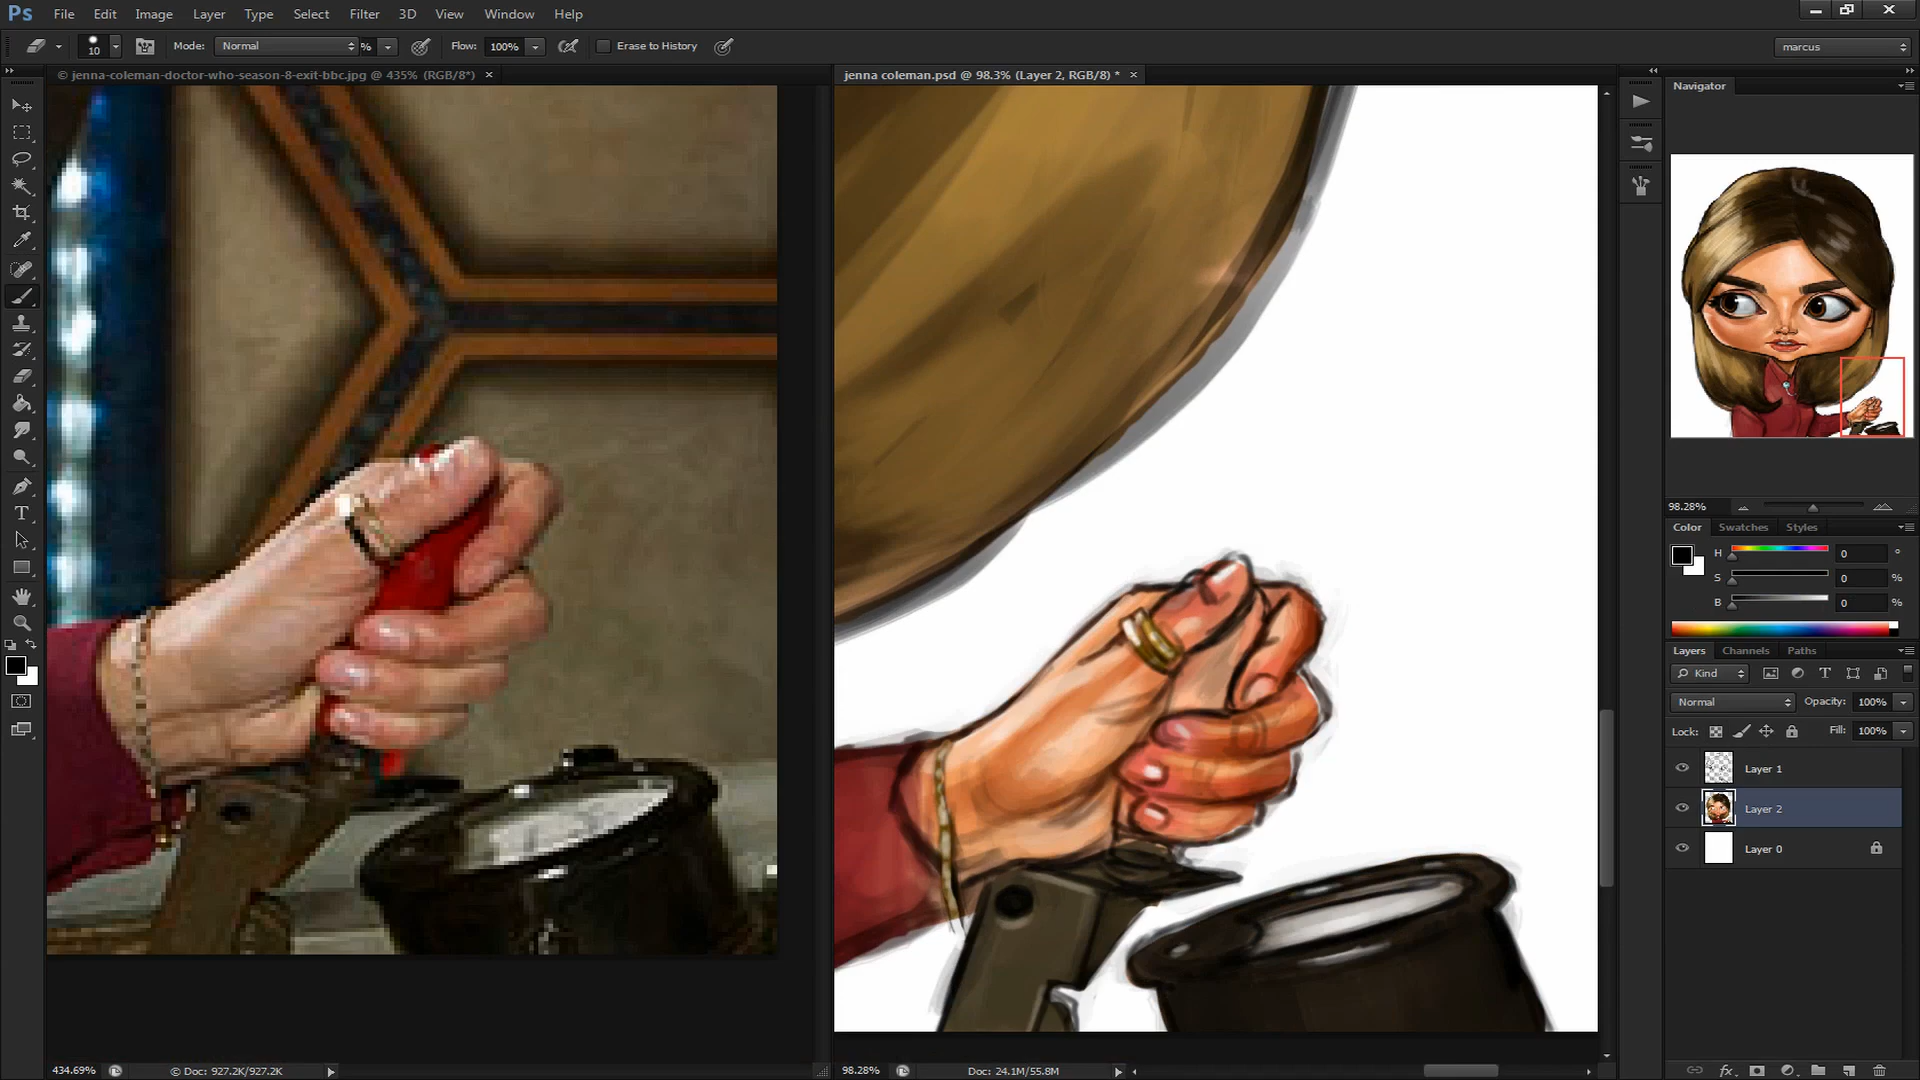 Ps File Edit Image Layer Type Select Filter 3D View Window Help
10 Mode: Normal % Flow: 100% Erase to History marcus
© jenna-coleman-doctor-who-season-8-exit-bbc.jpg @ 435% (RGB/8*) ×
jenna coleman.psd @ 98.3% (Layer 2, RGB/8) * ×
Navigator
98.28%
Color Swatches Styles
H 0 °
S 0 %
B 0 %
Layers Channels Paths
Kind
Normal Opacity: 100%
Lock: Fill: 100%
Layer 1
Layer 2
Layer 0
434.69% © Doc: 927.2K/927.2K
98.28% Doc: 24.1M/55.8M